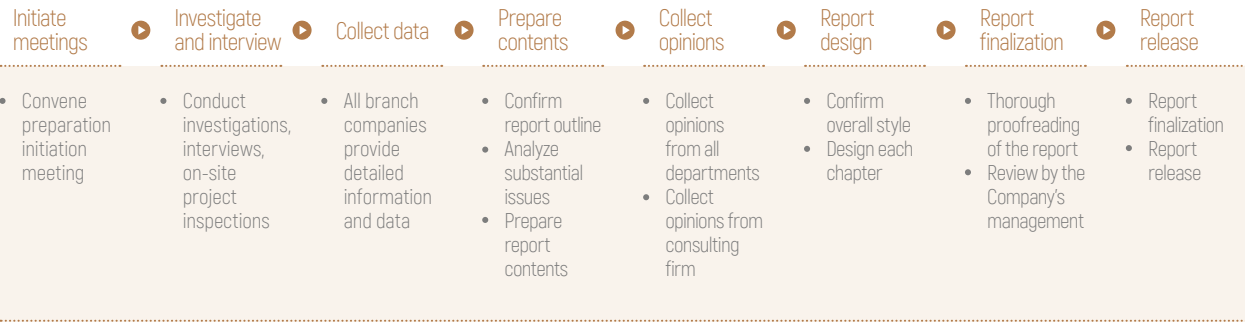 Initiate
meetings
Investigate
and interview
Collect data
Prepare
contents
Collect
opinions
Report
design
Report
finalization
Report
release
• Convene
preparation
initiation
meeting
• Conduct
investigations,
interviews,
on-site
project
inspections
• All branch
companies
provide
detailed
information
and data
• Confirm
report outline
• Analyze
substantial
issues
• Prepare
report
contents
• Collect
opinions
from all
departments
• Collect
opinions from
consulting
firm
• Confirm
overall style
• Design each
chapter
• Thorough
proofreading
of the report
• Review by the
Company's
management
• Report
finalization
• Report
release